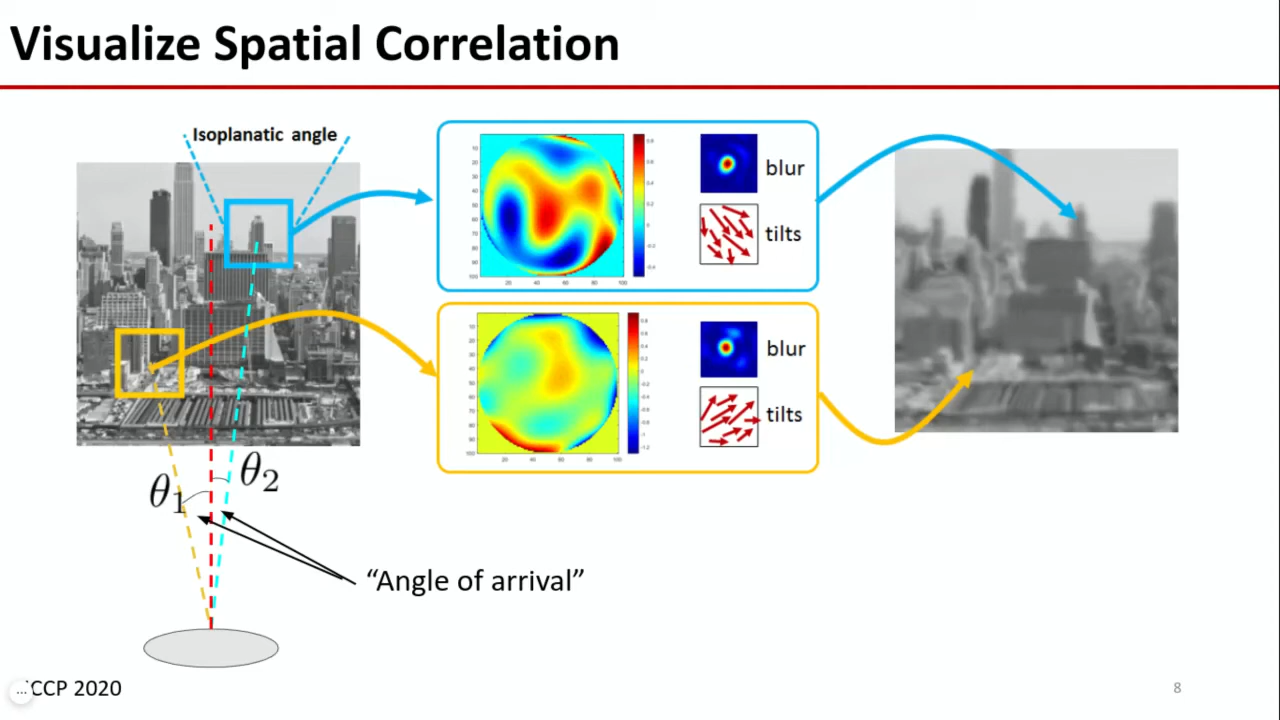 Visualize Spatial Correlation
Isoplanatic angle
blur
tilts
blur
tilts
θ1
θ2
“Angle of arrival”
...
CCP 2020
8